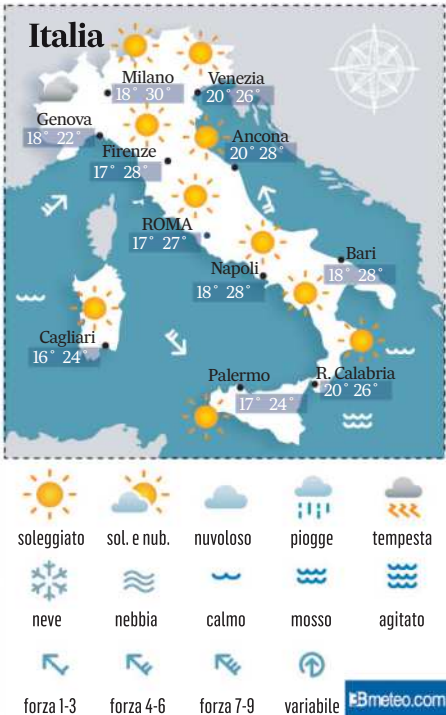 Italia
Milano
18° 30°
Venezia
20° 26°
Genova
18° 22°
Firenze
17° 28°
Ancona
20° 28°
ROMA
17° 27°
Napoli
18° 28°
Bari
18° 28°
Cagliari
16° 24°
Palermo
17° 24°
R. Calabria
20° 26°
soleggiato sol. e nub. nuvoloso piogge tempesta
neve nebbia calmo mosso agitato
forza 1-3 forza 4-6 forza 7-9 variabile
3Bmeteo.com